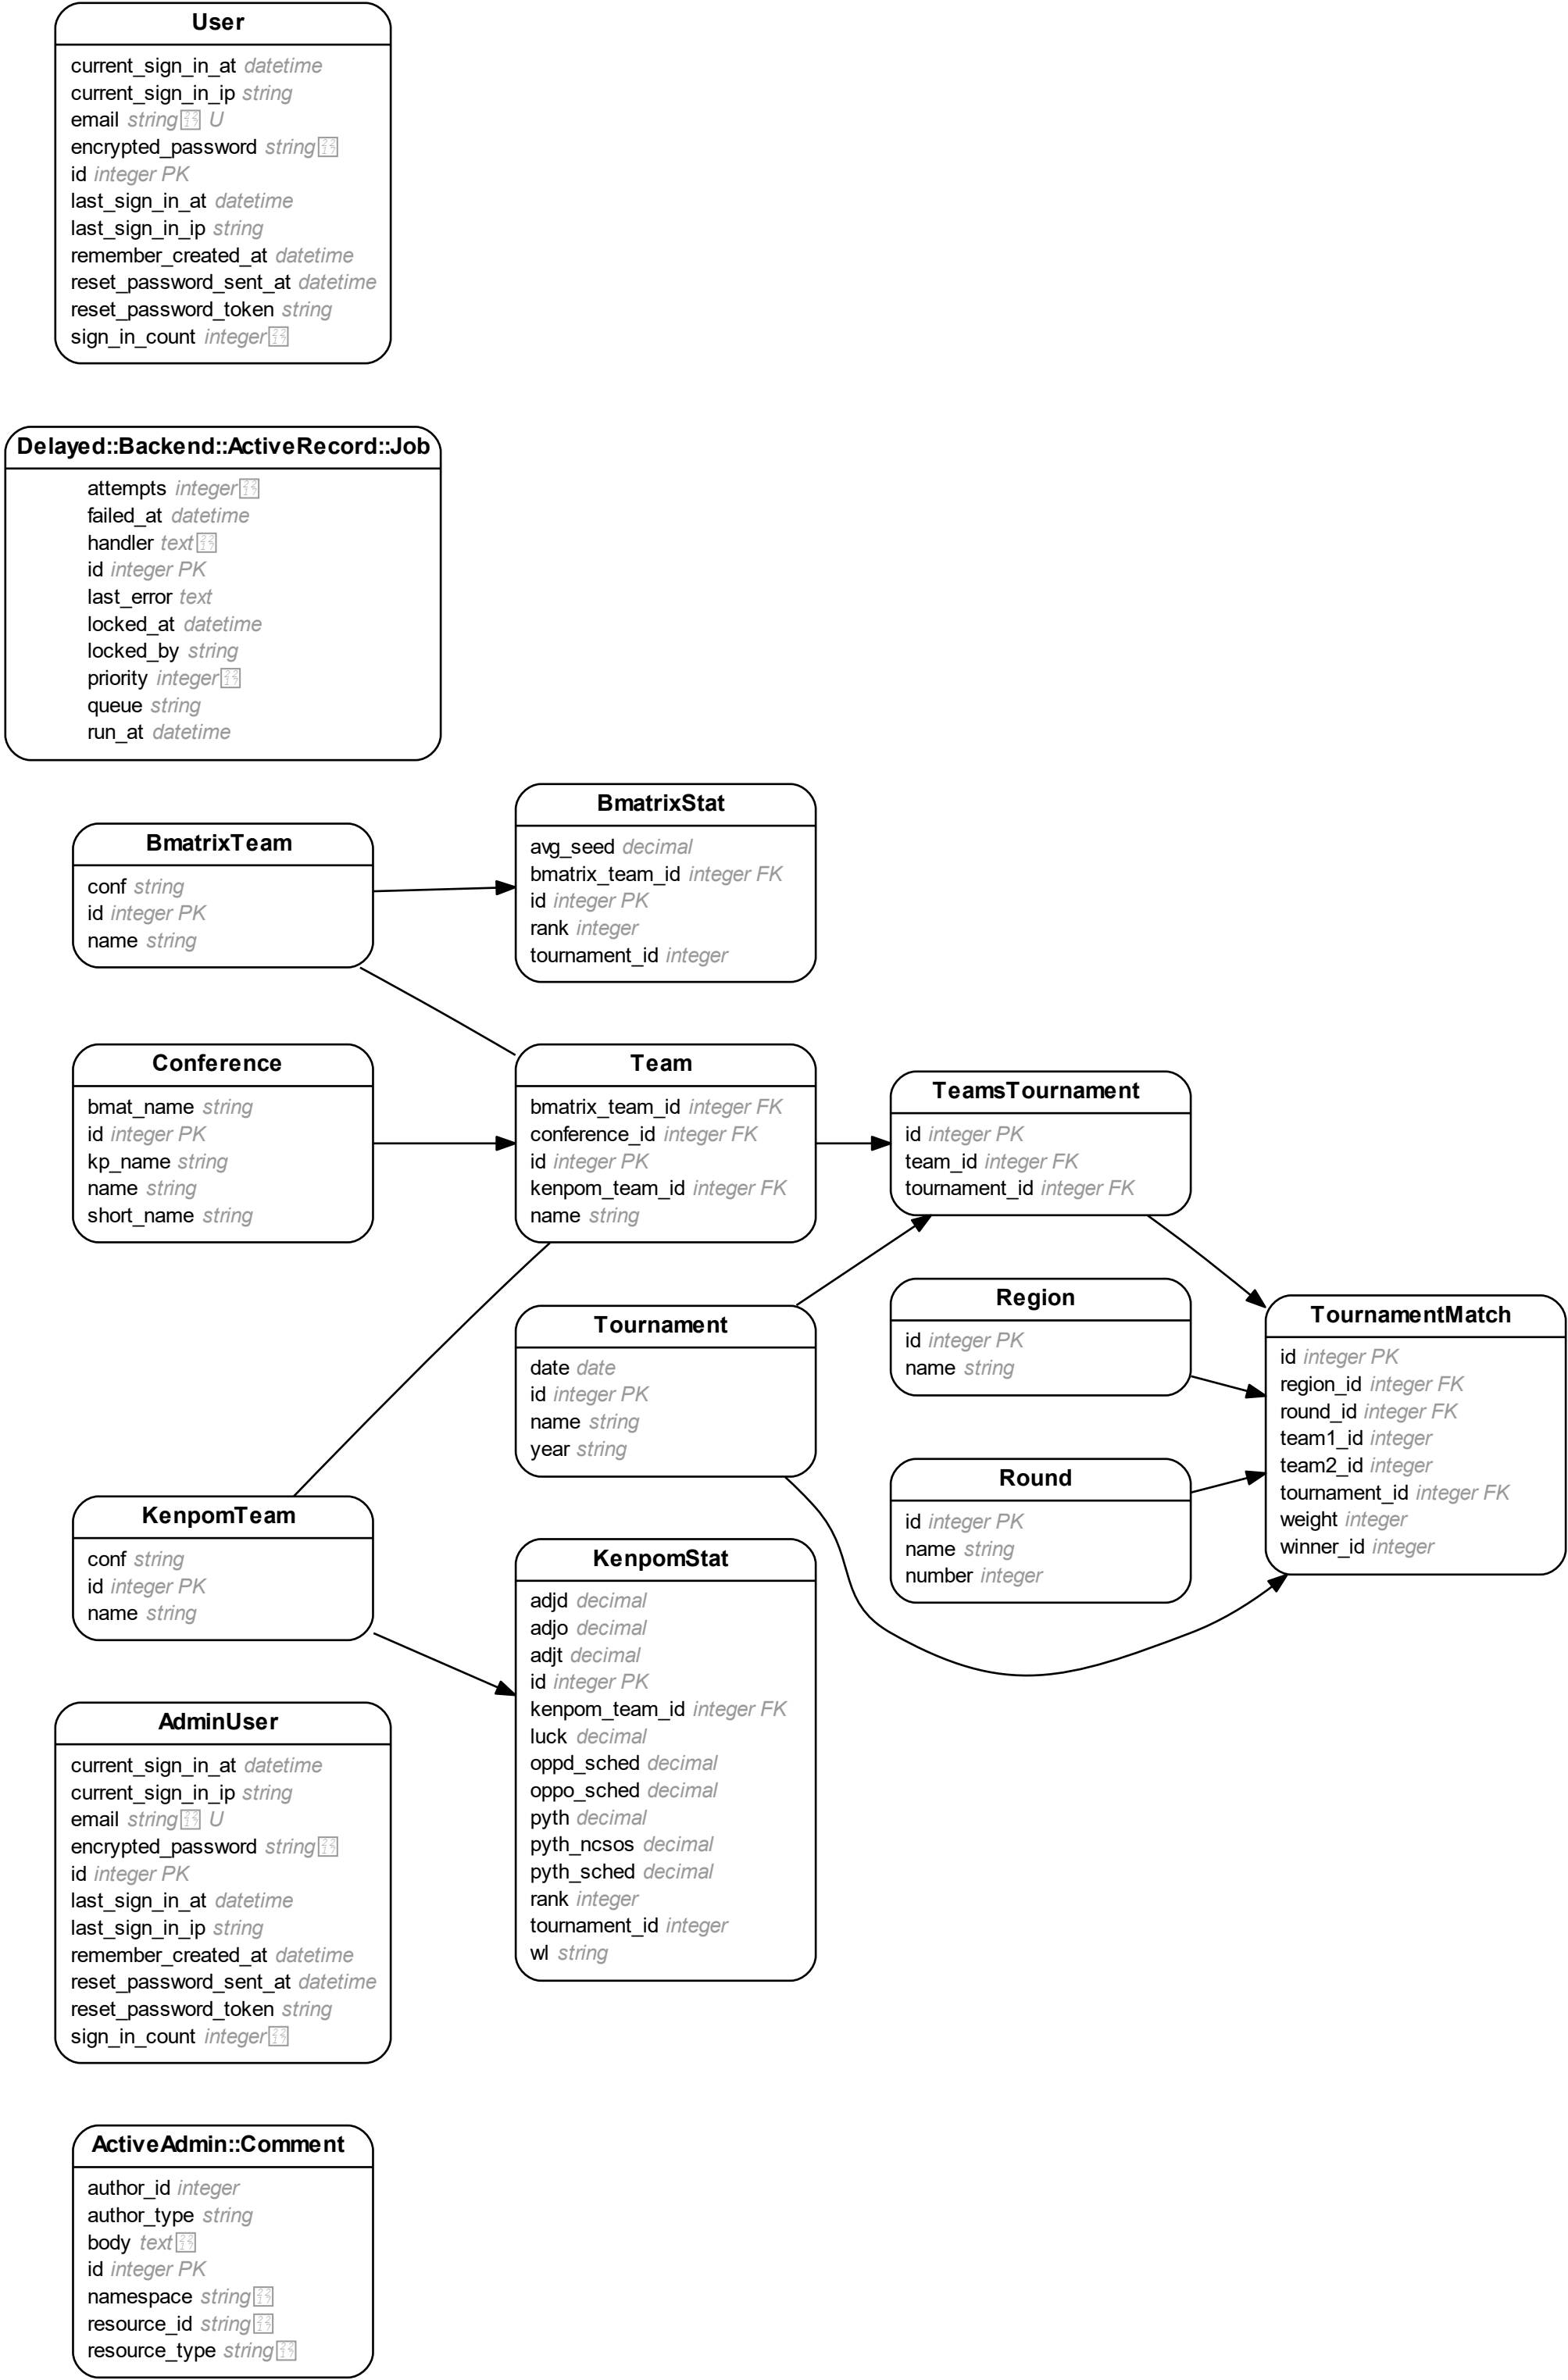 User
current_sign_in_at datetime
current_sign_in_ip string
email string∗ U
encrypted_password string∗
id integer PK
last_sign_in_at datetime
last_sign_in_ip string
remember_created_at datetime
reset_password_sent_at datetime
reset_password_token string
sign_in_count integer∗
Delayed::Backend::ActiveRecord::Job
attempts integer∗
failed_at datetime
handler text∗
id integer PK
last_error text
locked_at datetime
locked_by string
priority integer∗
queue string
run_at datetime
BmatrixTeam
conf string
id integer PK
name string
BmatrixStat
avg_seed decimal
bmatrix_team_id integer FK
id integer PK
rank integer
tournament_id integer
Conference
bmat_name string
id integer PK
kp_name string
name string
short_name string
Team
bmatrix_team_id integer FK
conference_id integer FK
id integer PK
kenpom_team_id integer FK
name string
TeamsTournament
id integer PK
team_id integer FK
tournament_id integer FK
Tournament
date date
id integer PK
name string
year string
Region
id integer PK
name string
Round
id integer PK
name string
number integer
TournamentMatch
id integer PK
region_id integer FK
round_id integer FK
team1_id integer
team2_id integer
tournament_id integer FK
weight integer
winner_id integer
KenpomTeam
conf string
id integer PK
name string
KenpomStat
adjd decimal
adjo decimal
adjt decimal
id integer PK
kenpom_team_id integer FK
luck decimal
oppd_sched decimal
oppo_sched decimal
pyth decimal
pyth_ncsos decimal
pyth_sched decimal
rank integer
tournament_id integer
wl string
AdminUser
current_sign_in_at datetime
current_sign_in_ip string
email string∗ U
encrypted_password string∗
id integer PK
last_sign_in_at datetime
last_sign_in_ip string
remember_created_at datetime
reset_password_sent_at datetime
reset_password_token string
sign_in_count integer∗
ActiveAdmin::Comment
author_id integer
author_type string
body text∗
id integer PK
namespace string∗
resource_id string∗
resource_type string∗